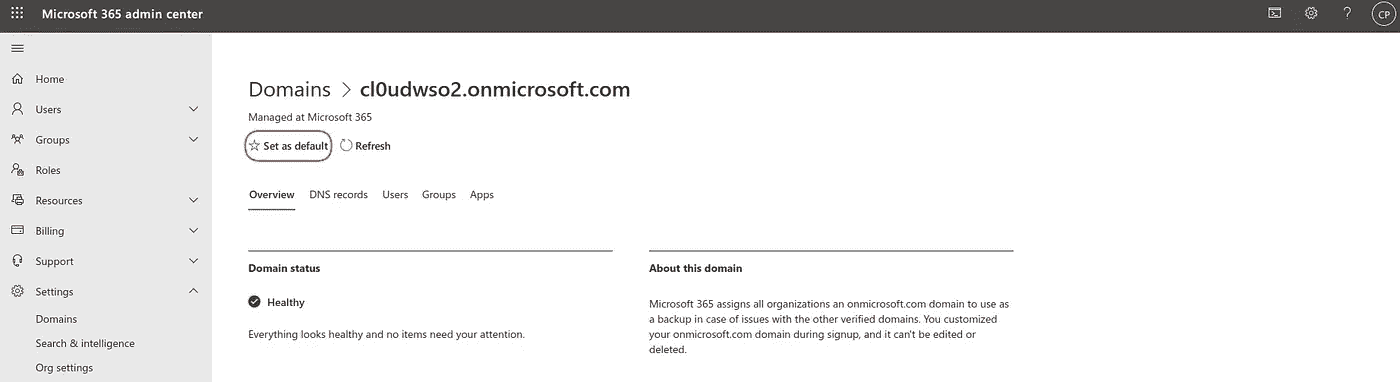 Microsoft 365 admin center
CP
Home
Users
Groups
Roles
Resources
Billing
Support
Settings
Domains
Search & intelligence
Org settings
Domains > cl0udwso2.onmicrosoft.com
Managed at Microsoft 365
Set as default Refresh
Overview DNS records Users Groups Apps
Domain status
Healthy
Everything looks healthy and no items need your attention.
About this domain
Microsoft 365 assigns all organizations an onmicrosoft.com domain to use as
a backup in case of issues with the other verified domains. You customized
your onmicrosoft.com domain during signup, and it can't be edited or
deleted.